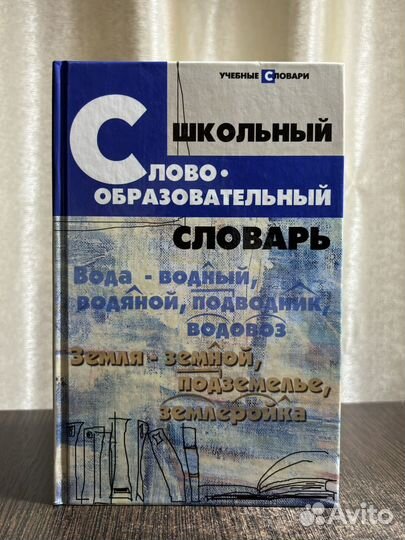 УЧЕБНЫЕ СЛОВАРИ
ШКОЛЬНЫЙ
СЛОВО-
ОБРАЗОВАТЕЛЬНЫЙ
СЛОВАРЬ
Вода - водный,
водяной, подводник,
водовоз
Земля - земной,
подземелье,
землеройка
Avito